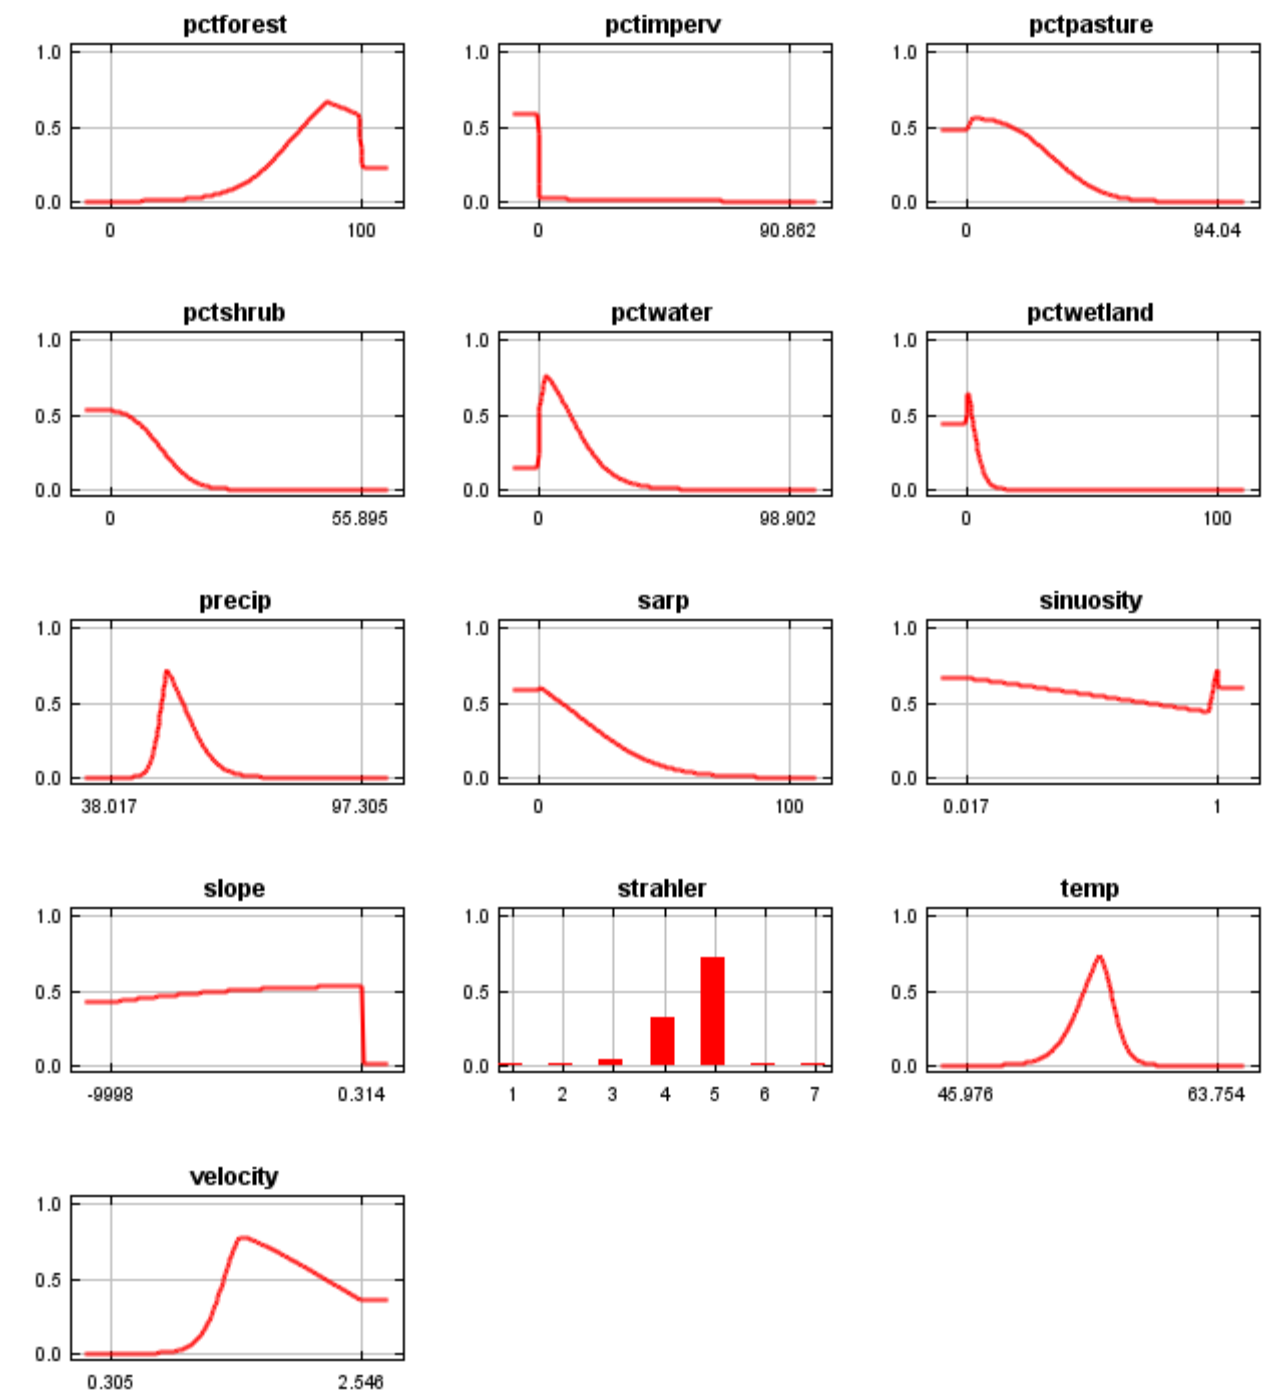 pctforest pctimperv pctpasture
1.0 1.0 1.0
0.5 0.5 0.5
0.0 0.0 0.0
0 100 0 90.862 0 94.04
pctshrub pctwater pctwetland
1.0 1.0 1.0
0.5 0.5 0.5
0.0 0.0 0.0
0 55.895 0 98.902 0 100
precip sarp sinuosity
1.0 1.0 1.0
0.5 0.5 0.5
0.0 0.0 0.0
38.017 97.305 0 100 0.017 1
slope strahler temp
1.0 1.0 1.0
0.5 0.5 0.5
0.0 0.0 0.0
-9998 0.314 1 2 3 4 5 6 7 45.976 63.754
velocity
1.0
0.5
0.0
0.305 2.546